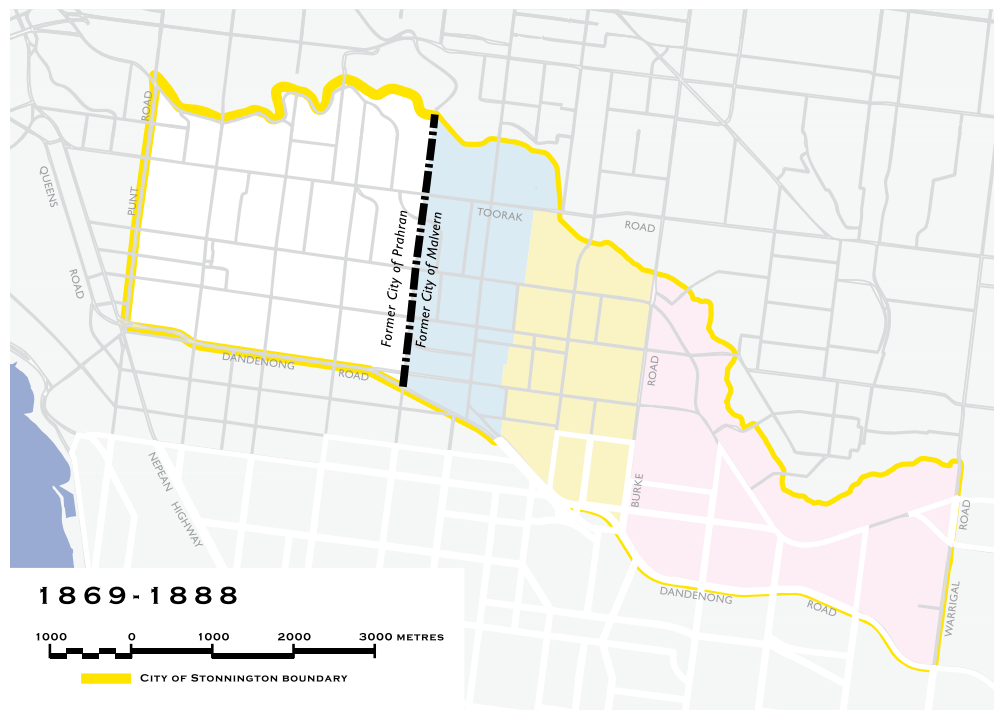 ROAD
QUEENS
PUNT
TOORAK
ROAD
Former City of Prahran
Former City of Malvern
ROAD
DANDENONG
ROAD
ROAD
NEPEAN
HIGHWAY
BURKE
ROAD
DANDENONG
ROAD
WARRIGAL
1869-1888
1000 0 1000 2000 3000 METRES
CITY OF STONNINGTON BOUNDARY